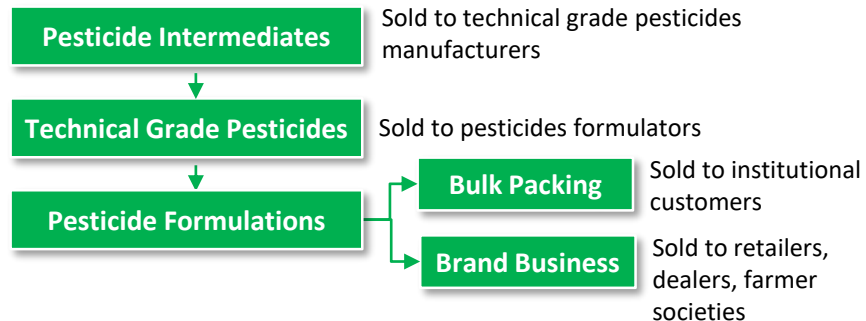 Pesticide Intermediates
Sold to technical grade pesticides
manufacturers
Technical Grade Pesticides
Sold to pesticides formulators
Pesticide Formulations
Bulk Packing
Sold to institutional
customers
Brand Business
Sold to retailers,
dealers, farmer
societies